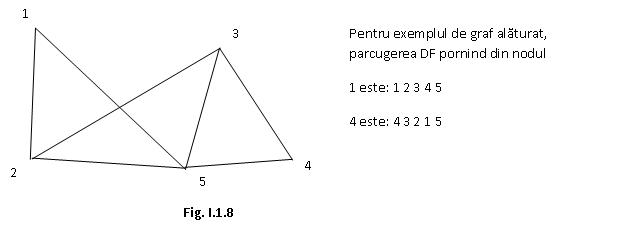 1
3
2
5
4
Fig. I.1.8
Pentru exemplul de graf alăturat,
parcugerea DF pornind din nodul
1 este: 1 2 3 4 5
4 este: 4 3 2 1 5